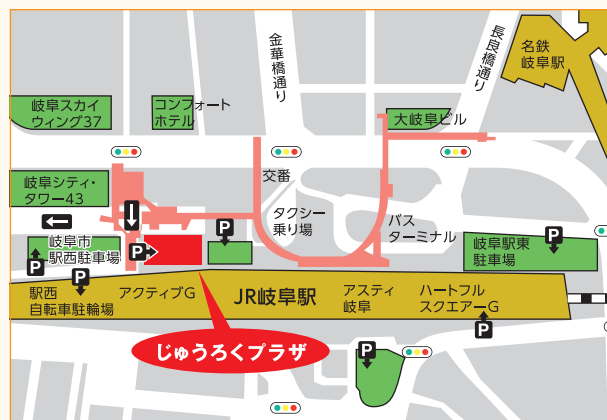 金華橋通り
長良橋通り
名鉄
岐阜駅
岐阜スカイ
ウィング37
コンフォート
ホテル
大岐阜ビル
岐阜シティ・
タワー43
交番
タクシー
乗り場
バス
ターミナル
岐阜市
駅西駐車場
P
P
P
P
岐阜駅東
駐車場
P
駅西
自転車駐輪場
アクティブG
JR岐阜駅
アスティ
岐阜
ハートフル
スクエアーG
P
じゅうろくプラザ
P